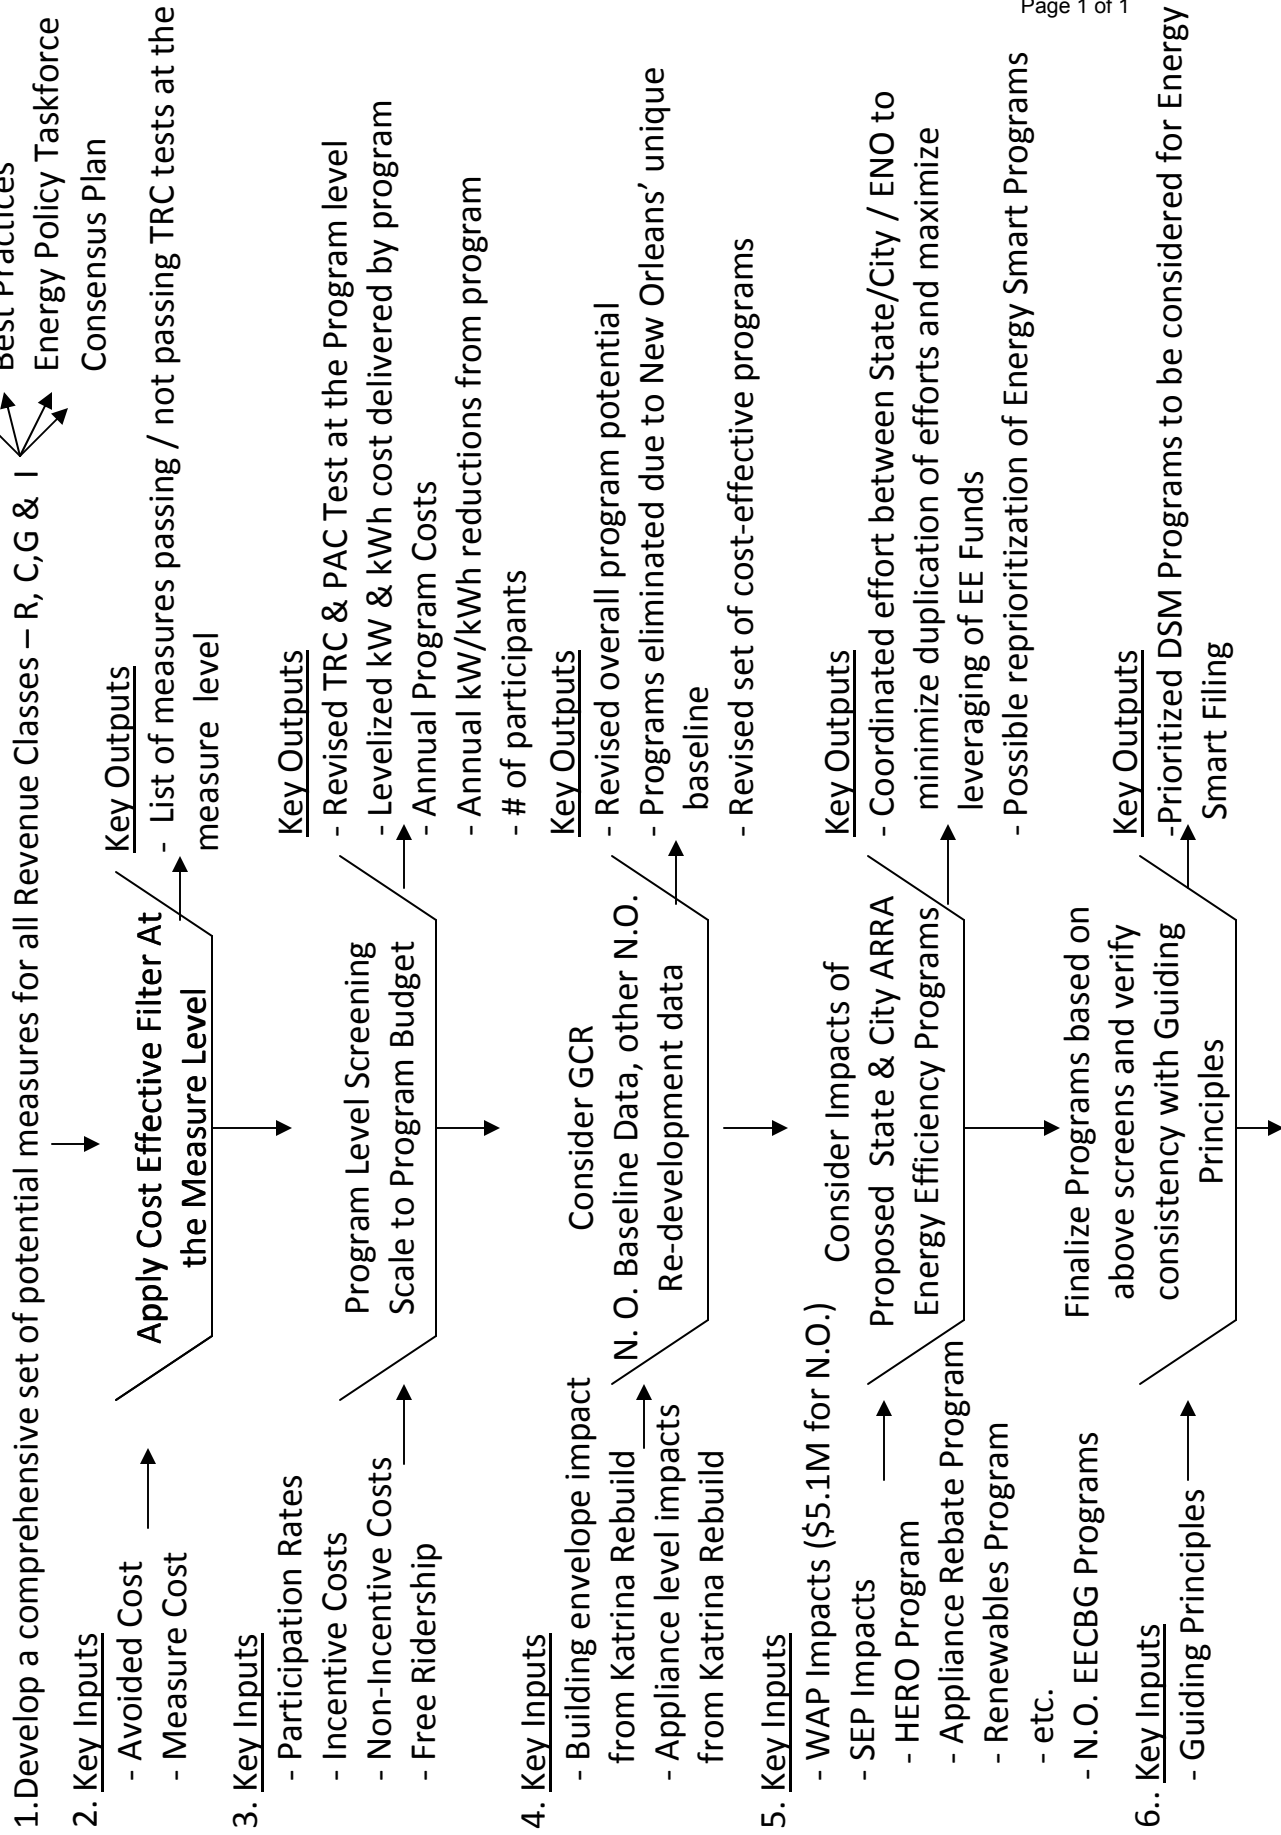 Page 1 of 1
1.Develop a comprehensive set of potential measures for all Revenue Classes – R, C,G & I
Best Practices
Energy Policy Taskforce
Consensus Plan
2. Key Inputs
- Avoided Cost
- Measure Cost
Apply Cost Effective Filter At
the Measure Level
Key Outputs
- List of measures passing / not passing TRC tests at the
measure level
3. Key Inputs
- Participation Rates
- Incentive Costs
- Non-Incentive Costs
- Free Ridership
Program Level Screening
Scale to Program Budget
Key Outputs
- Revised TRC & PAC Test at the Program level
- Levelized kW & kWh cost delivered by program
- Annual Program Costs
- Annual kW/kWh reductions from program
- # of participants
4. Key Inputs
- Building envelope impact
from Katrina Rebuild
- Appliance level impacts
from Katrina Rebuild
Consider GCR
N. O. Baseline Data, other N.O.
Re-development data
Key Outputs
- Revised overall program potential
- Programs eliminated due to New Orleans’ unique
baseline
- Revised set of cost-effective programs
5. Key Inputs
- WAP Impacts ($5.1M for N.O.)
- SEP Impacts
- HERO Program
- Appliance Rebate Program
- Renewables Program
- etc.
- N.O. EECBG Programs
Consider Impacts of
Proposed State & City ARRA
Energy Efficiency Programs
Key Outputs
- Coordinated effort between State/City / ENO to
minimize duplication of efforts and maximize
leveraging of EE Funds
- Possible reprioritization of Energy Smart Programs
6.. Key Inputs
- Guiding Principles
Finalize Programs based on
above screens and verify
consistency with Guiding
Principles
Key Outputs
-Prioritized DSM Programs to be considered for Energy
Smart Filing